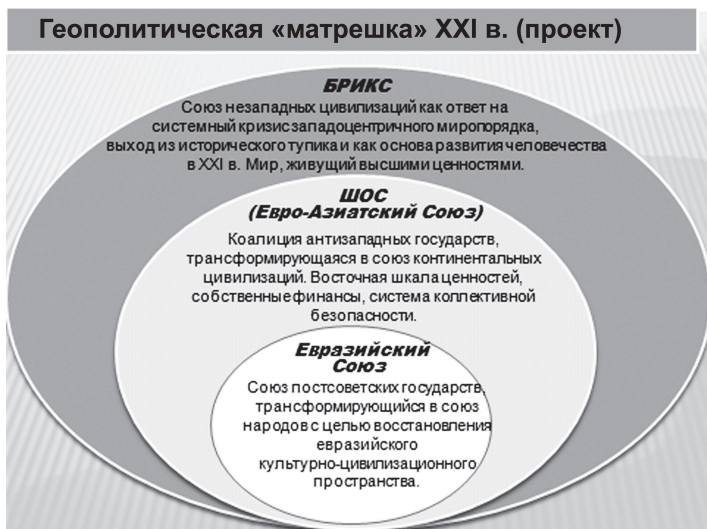 Геополитическая «матрешка» XXI в. (проект)
БРИКС
Союз незападных цивилизаций как ответ на
системный кризис западоцентричного миропорядка,
выход из исторического тупика и как основа развития человечества
в XXI в. Мир, живущий высшими ценностями.
ШОС
(Евро-Азиатский Союз)
Коалиция антизападных государств,
трансформирующаяся в союз континентальных
цивилизаций. Восточная шкала ценностей,
собственные финансы, система коллективной
безопасности.
Евразийский
Союз
Союз постсоветских государств,
трансформирующийся в союз
народов с целью восстановления
евразийского
культурно-цивилизационного
пространства.